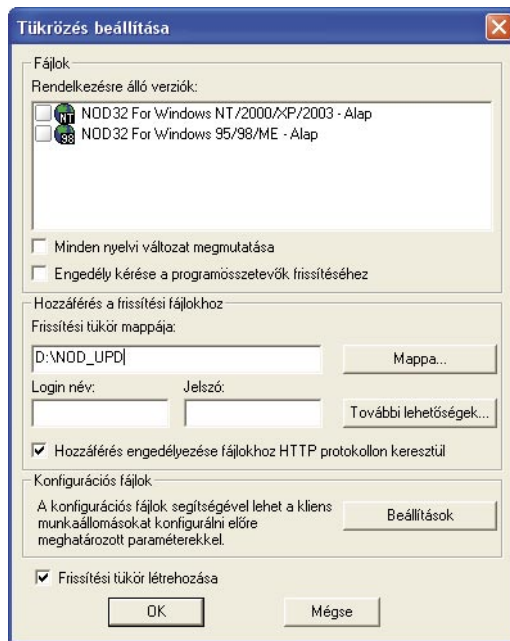 Tükrözés beállítása
Fájlok
Rendelkezésre álló verziók:
NT NOD32 For Windows NT/2000/XP/2003 - Alap
98 NOD32 For Windows 95/98/ME - Alap
Minden nyelvi változat megmutatása
Engedély kérése a programösszetevők frissítéséhez
Hozzáférés a frissítési fájlokhoz
Frissítési tükör mappája:
D:\NOD_UPD
Mappa...
Login név:
Jelszó:
További lehetőségek...
Hozzáférés engedélyezése fájlokhoz HTTP protokollon keresztül
Konfigurációs fájlok
A konfigurációs fájlok segítségével lehet a kliens
munkaállomásokat konfigurálni előre
meghatározott paraméterekkel.
Beállítások
Frissítési tükör létrehozása
OK
Mégse